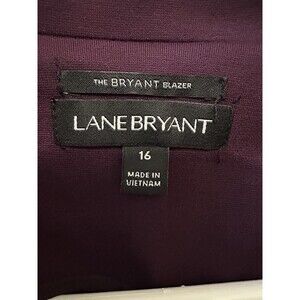 THE BRYANT BLAZER
LANE BRYANT
16
MADE IN
VIETNAM